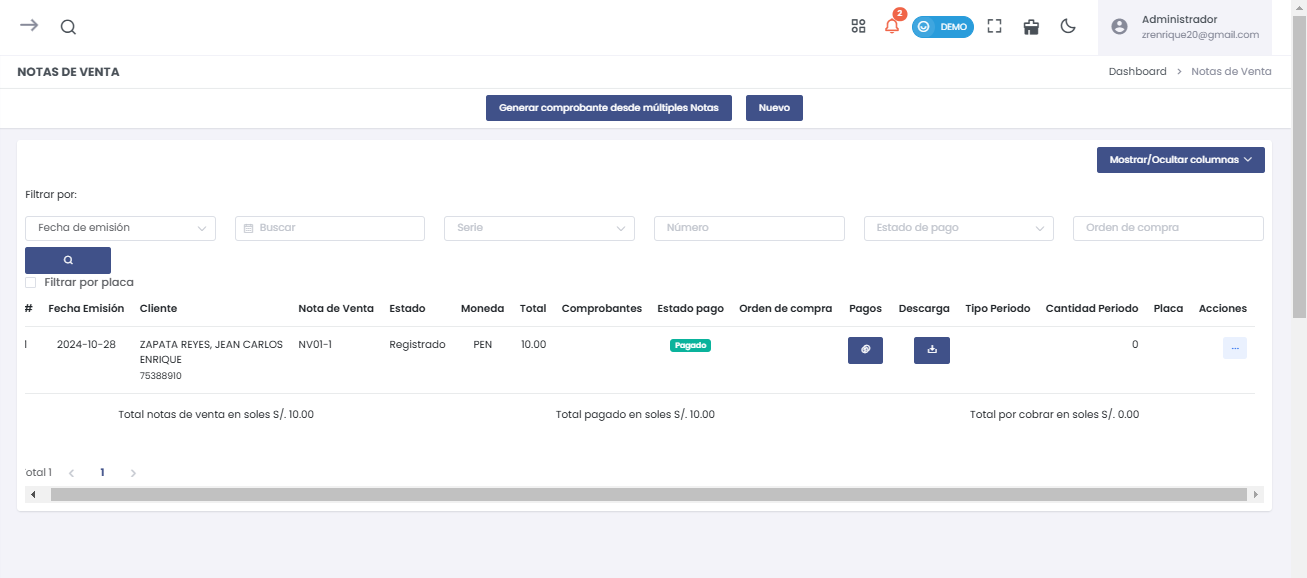 2
DEMO
Administrador
zrenrique20@gmail.com
NOTAS DE VENTA
Dashboard > Notas de Venta
Generar comprobante desde múltiples Notas
Nuevo
Mostrar/Ocultar columnas
Filtrar por:
Fecha de emisión
Buscar
Serie
Número
Estado de pago
Orden de compra
Filtrar por placa
# Fecha Emisión Cliente Nota de Venta Estado Moneda Total Comprobantes Estado pago Orden de compra Pagos Descarga Tipo Periodo Cantidad Periodo Placa Acciones
1 2024-10-28 ZAPATA REYES, JEAN CARLOS NV01-1 Registrado PEN 10.00 Pagado 0 ...
ENRIQUE
75388910
Total notas de venta en soles S/. 10.00
Total pagado en soles S/. 10.00
Total por cobrar en soles S/. 0.00
otal 1 < 1 >